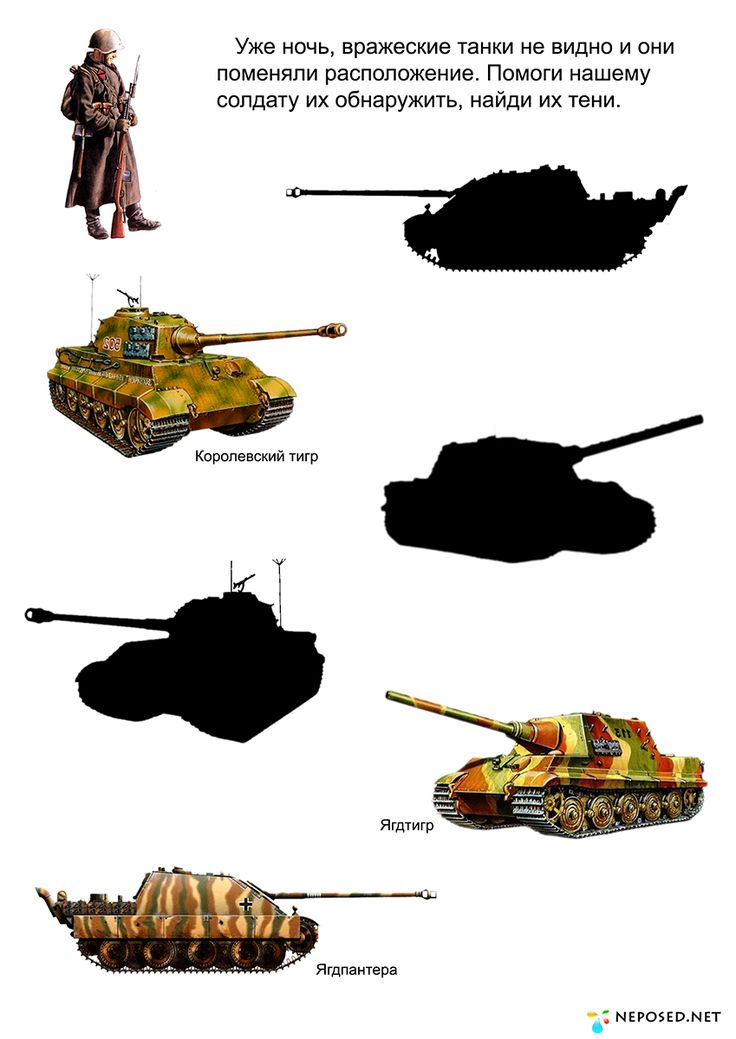 Уже ночь, вражеские танки не видно и они
поменяли расположение. Помоги нашему
солдату их обнаружить, найди их тени.
Королевский тигр
Ягдтигр
Ягдпантера
NEPOSED.NET